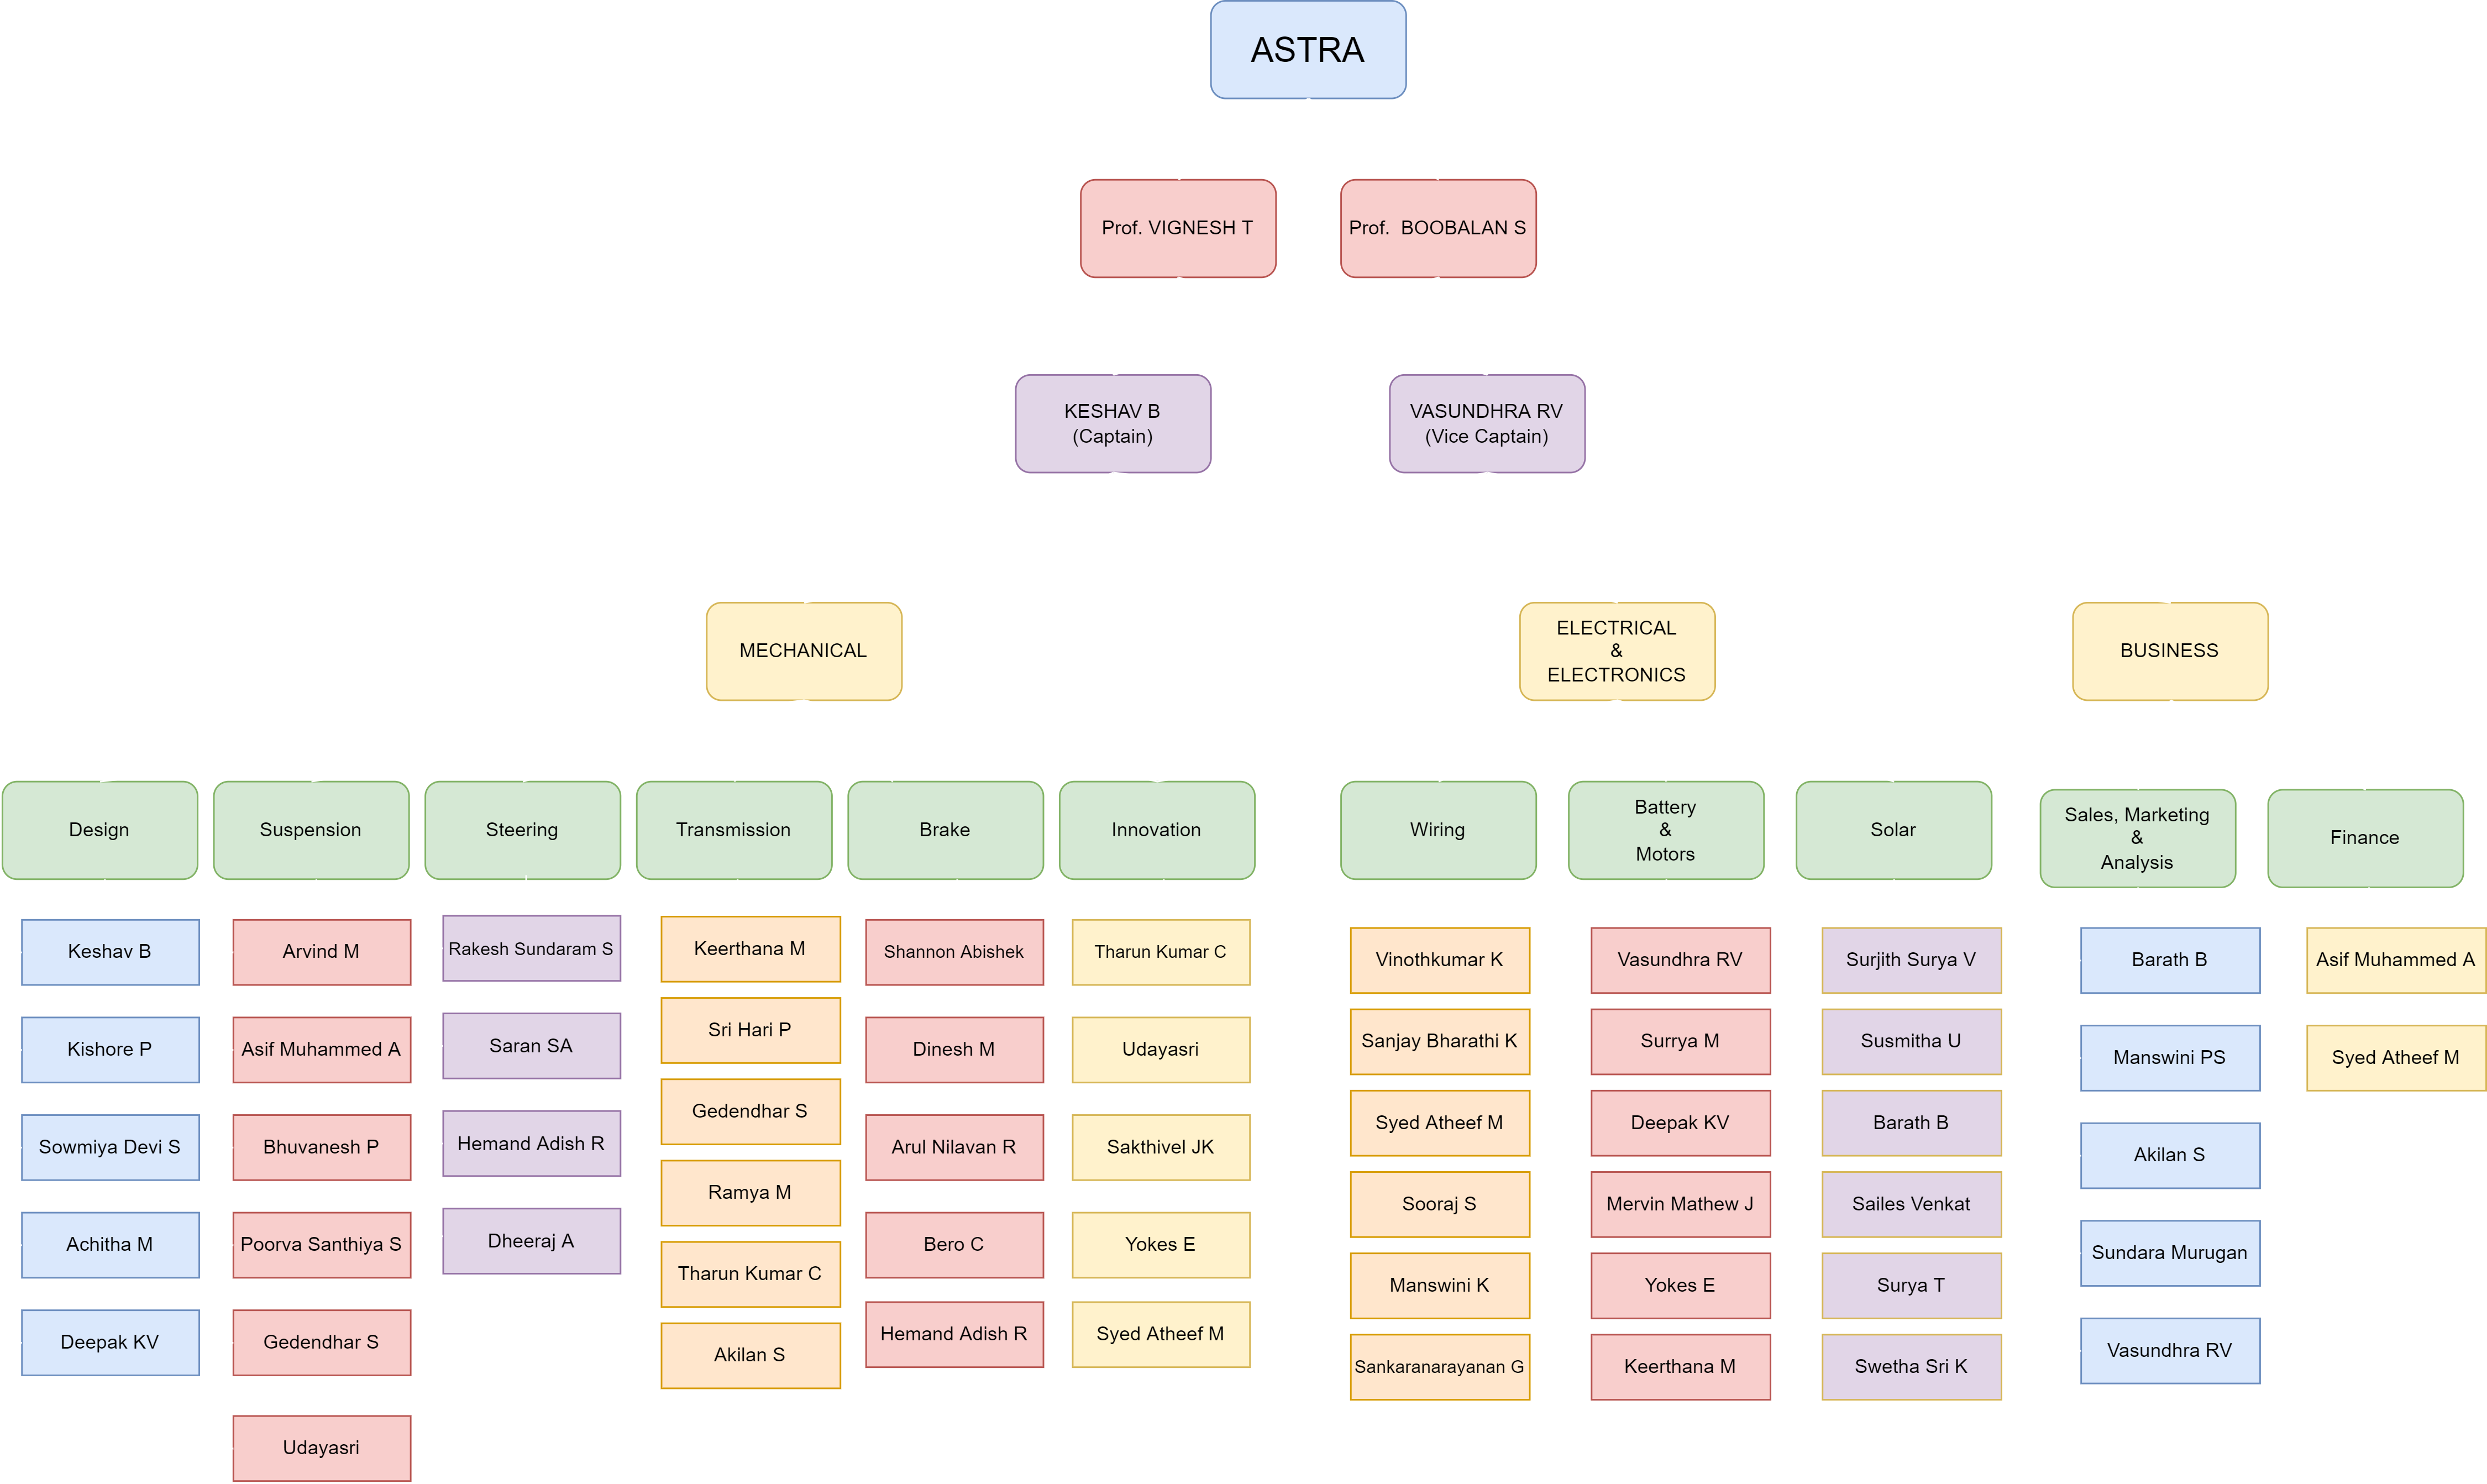 ASTRA
Prof. VIGNESH T
Prof.  BOOBALAN S
KESHAV B
(Captain)
VASUNDHRA RV
(Vice Captain)
MECHANICAL
ELECTRICAL
&
ELECTRONICS
BUSINESS
Design
Suspension
Steering
Transmission
Brake
Innovation
Wiring
Battery
&
Motors
Solar
Sales, Marketing
&
Analysis
Finance
Keshav B
Kishore P
Sowmiya Devi S
Achitha M
Deepak KV
Arvind M
Asif Muhammed A
Bhuvanesh P
Poorva Santhiya S
Gedendhar S
Udayasri
Rakesh Sundaram S
Saran SA
Hemand Adish R
Dheeraj A
Keerthana M
Sri Hari P
Gedendhar S
Ramya M
Tharun Kumar C
Akilan S
Shannon Abishek
Dinesh M
Arul Nilavan R
Bero C
Hemand Adish R
Tharun Kumar C
Udayasri
Sakthivel JK
Yokes E
Syed Atheef M
Vinothkumar K
Sanjay Bharathi K
Syed Atheef M
Sooraj S
Manswini K
Sankaranarayanan G
Vasundhra RV
Surrya M
Deepak KV
Mervin Mathew J
Yokes E
Keerthana M
Surjith Surya V
Susmitha U
Barath B
Sailes Venkat
Surya T
Swetha Sri K
Barath B
Manswini PS
Akilan S
Sundara Murugan
Vasundhra RV
Asif Muhammed A
Syed Atheef M